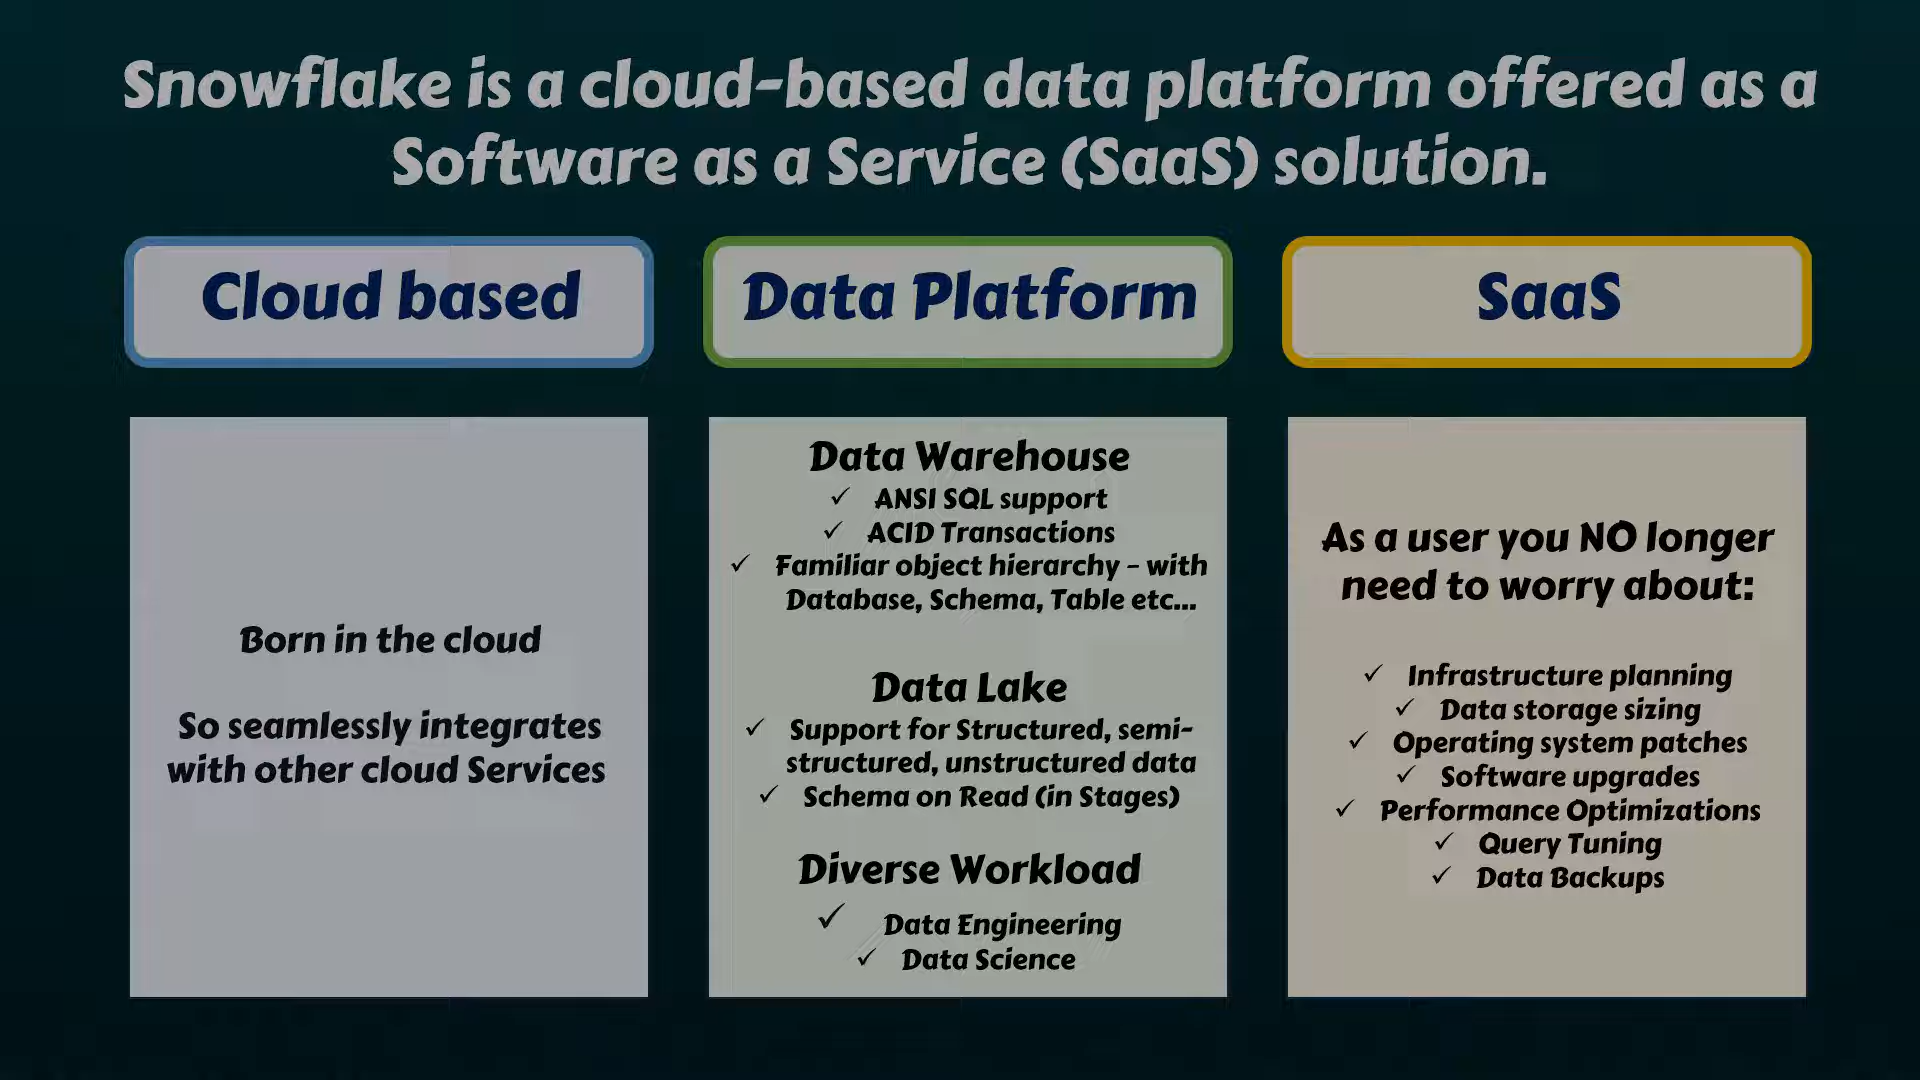 Snowflake is a cloud-based data platform offered as a
Software as a Service (SaaS) solution.
Cloud based
Born in the cloud
So seamlessly integrates
with other cloud Services
Data Platform
Data Warehouse
✓ ANSI SQL support
✓ ACID Transactions
✓ Familiar object hierarchy – with
Database, Schema, Table etc...
Data Lake
✓ Support for Structured, semi-
structured, unstructured data
✓ Schema on Read (in Stages)
Diverse Workload
✓ Data Engineering
✓ Data Science
SaaS
As a user you NO longer
need to worry about:
✓ Infrastructure planning
✓ Data storage sizing
✓ Operating system patches
✓ Software upgrades
✓ Performance Optimizations
✓ Query Tuning
✓ Data Backups